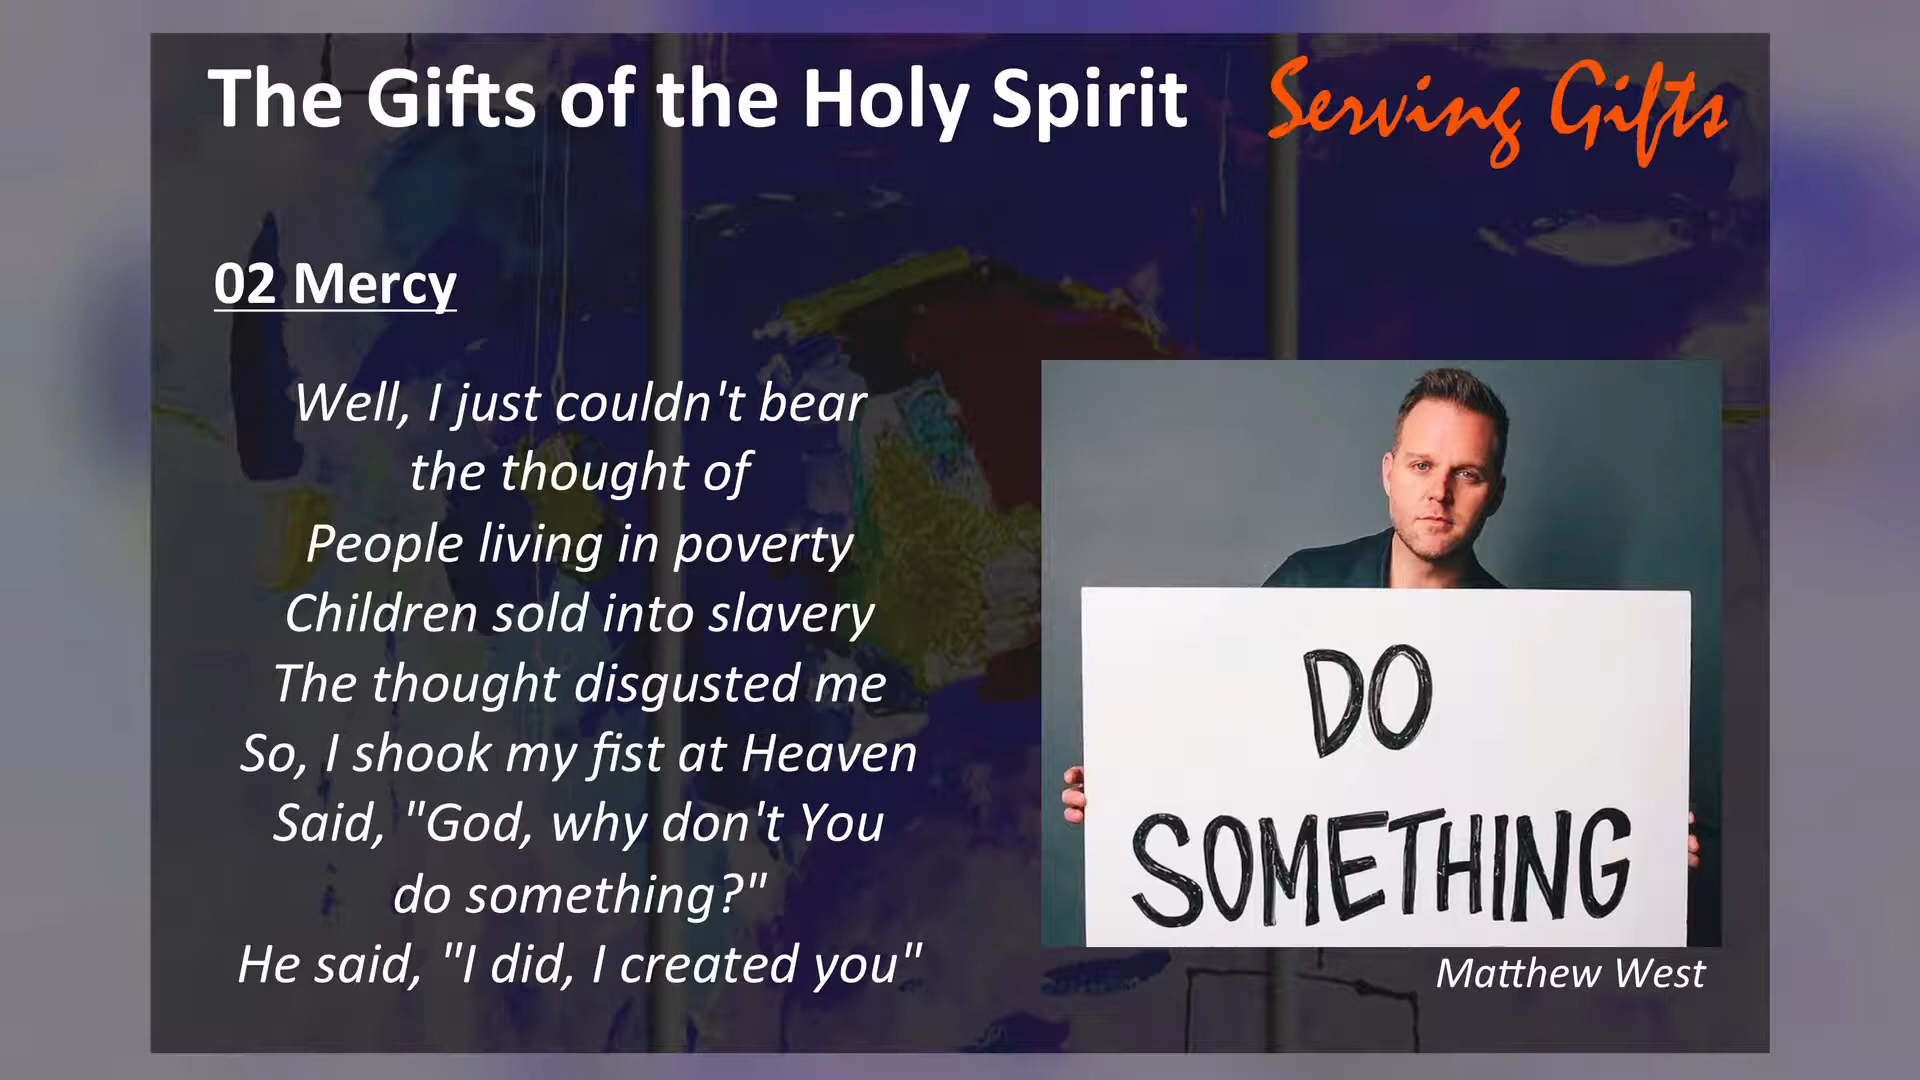 The Gifts of the Holy Spirit
Serving Gifts
02 Mercy
Well, I just couldn't bear
the thought of
People living in poverty
Children sold into slavery
The thought disgusted me
So, I shook my fist at Heaven
Said, "God, why don't You
do something?"
He said, "I did, I created you"
DO
SOMETHING
Matthew West